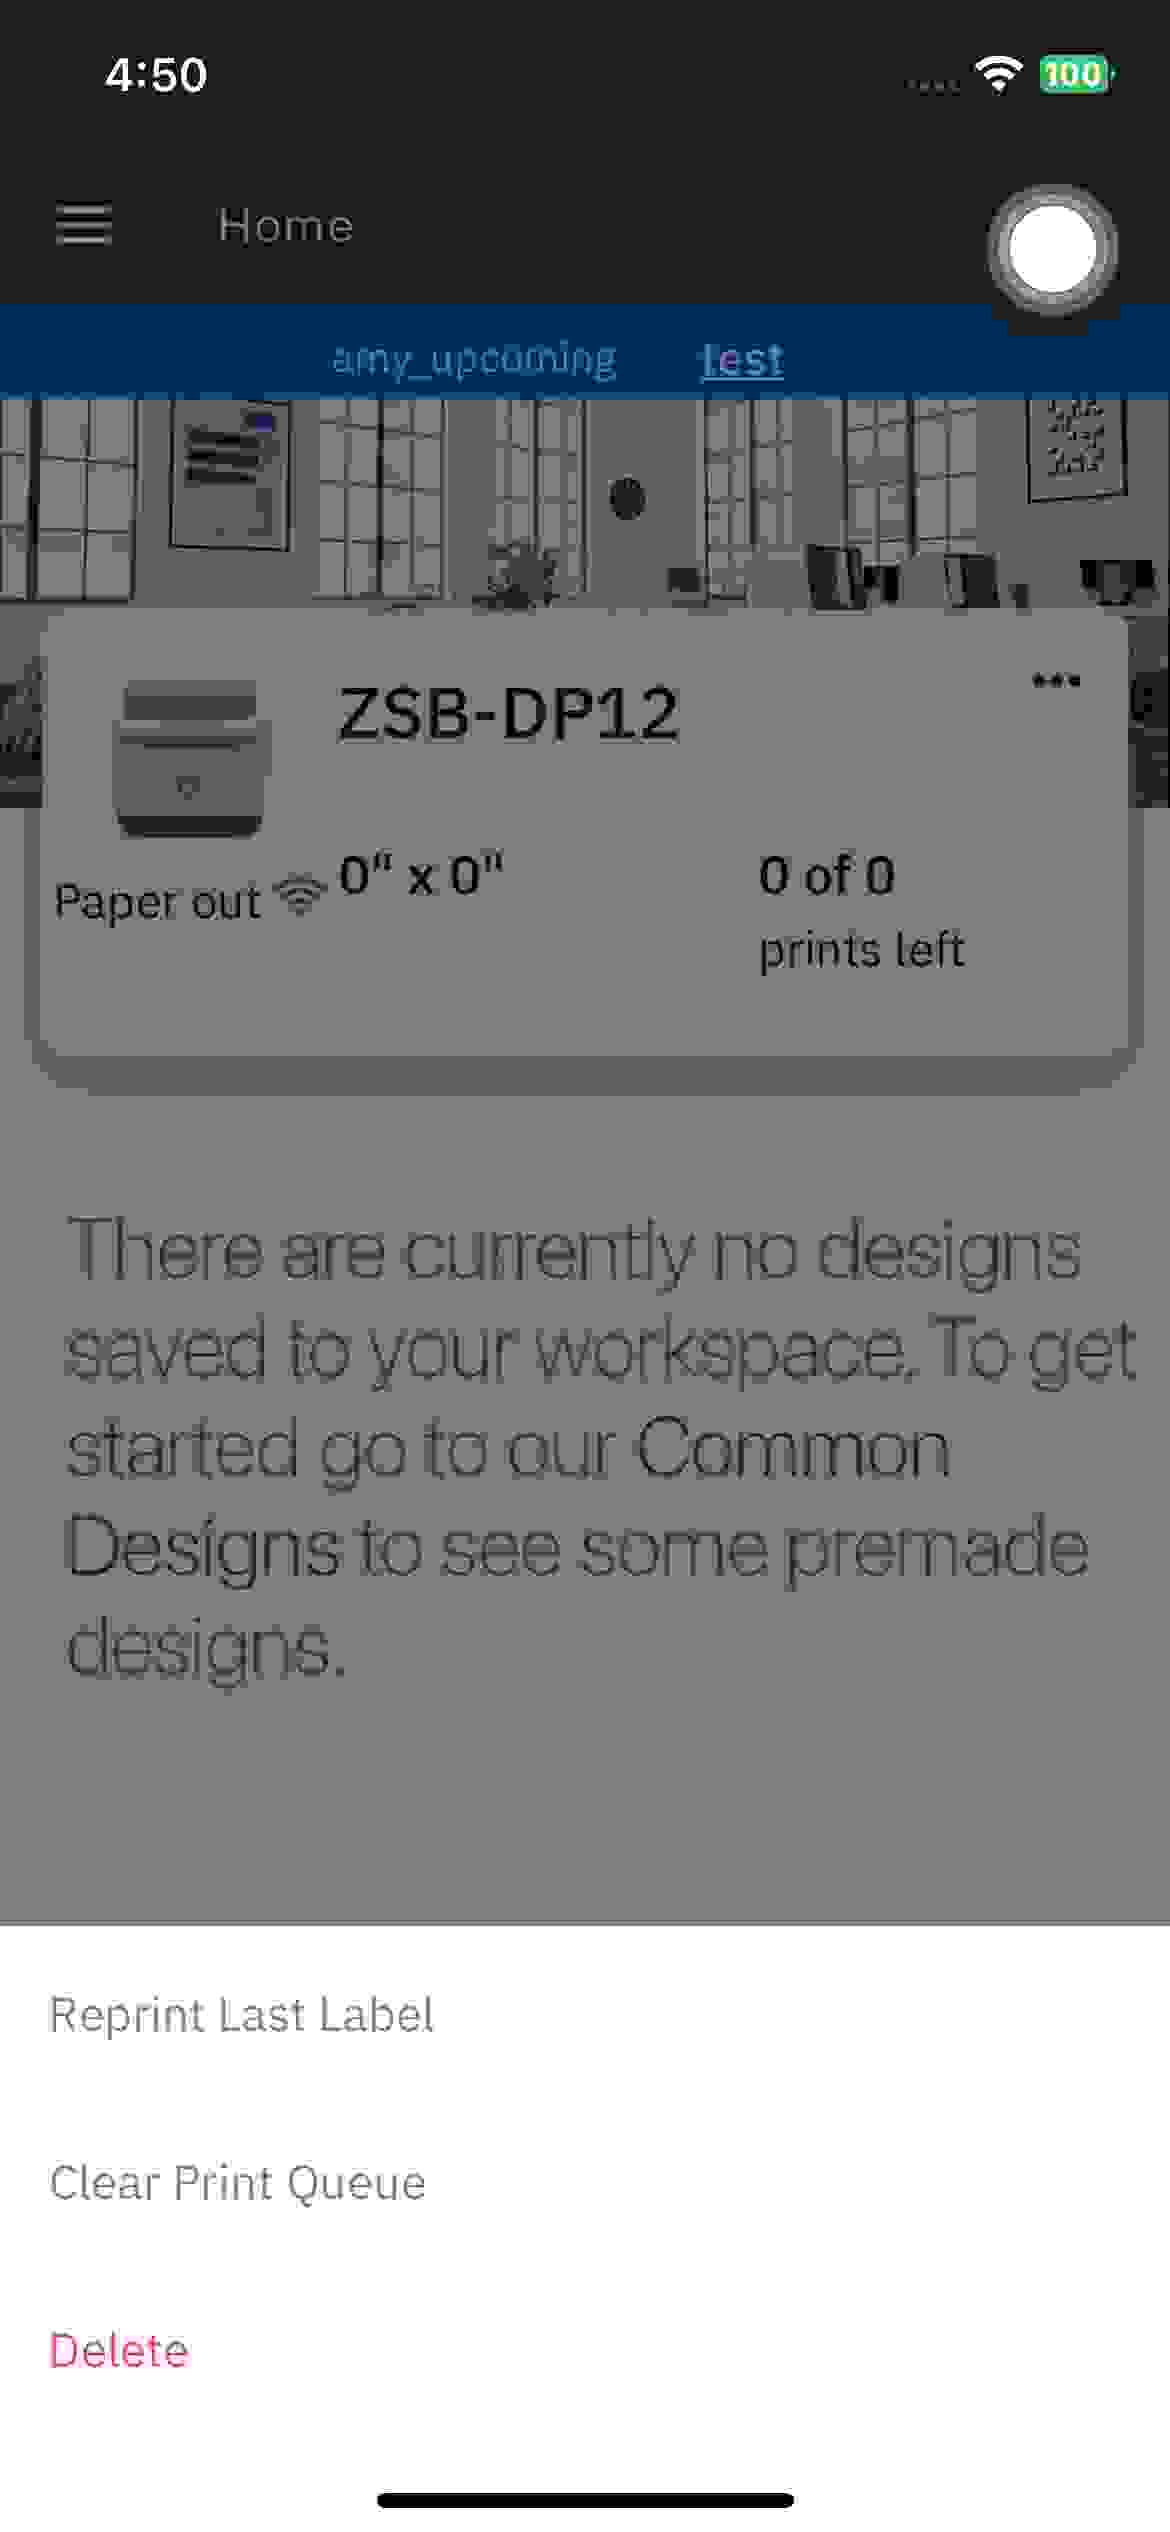 4:50
100
Home
amy_upcoming test
ZSB-DP12
0" x 0"
0 of 0
Paper out
prints left
There are currently no designs
saved to your workspace. To get
started go to our Common
Designs to see some premade
designs.
Reprint Last Label
Clear Print Queue
Delete